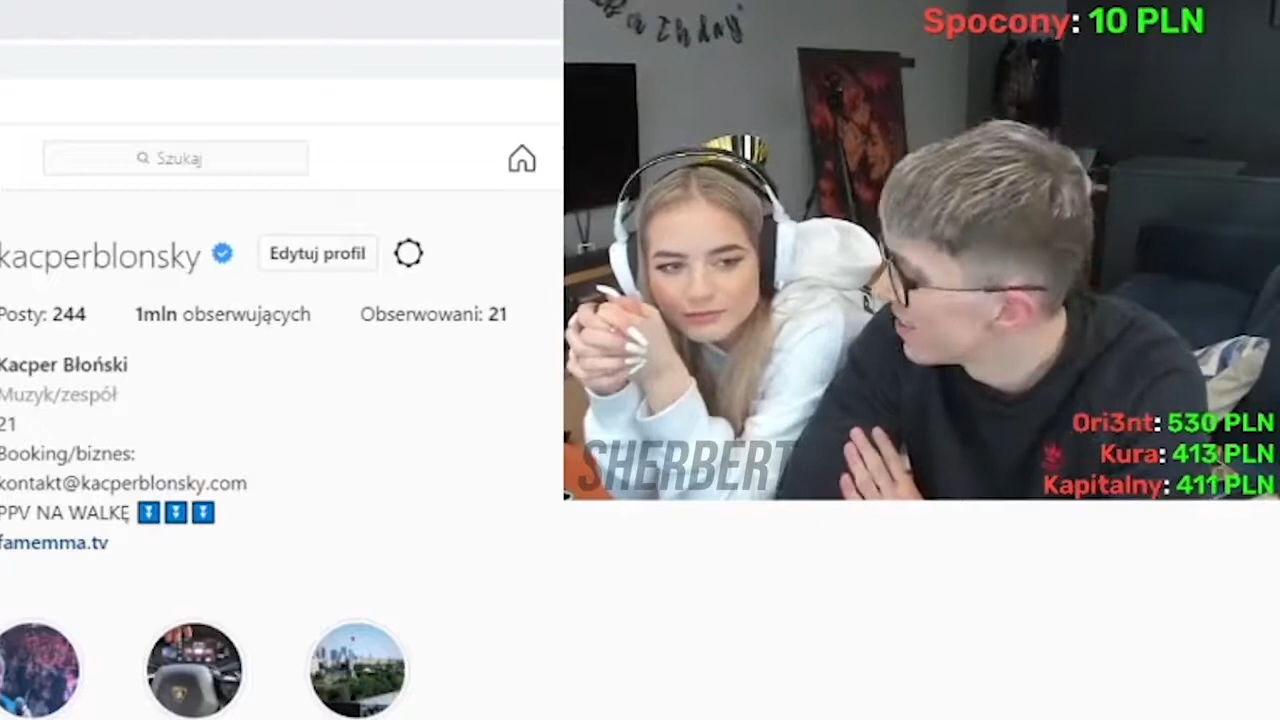 Szukaj
kacperblonsky
Edytuj profil
Posty: 244
1mln obserwujących
Obserwowani: 21
Kacper Błoński
Muzyk/zespół
21
Booking/biznes:
kontakt@kacperblonsky.com
PPV NA WALKĘ
famemma.tv
Spocony: 10 PLN
Ori3nt: 530 PLN
Kura: 413 PLN
Kapitalny: 411 PLN
SHERBERT